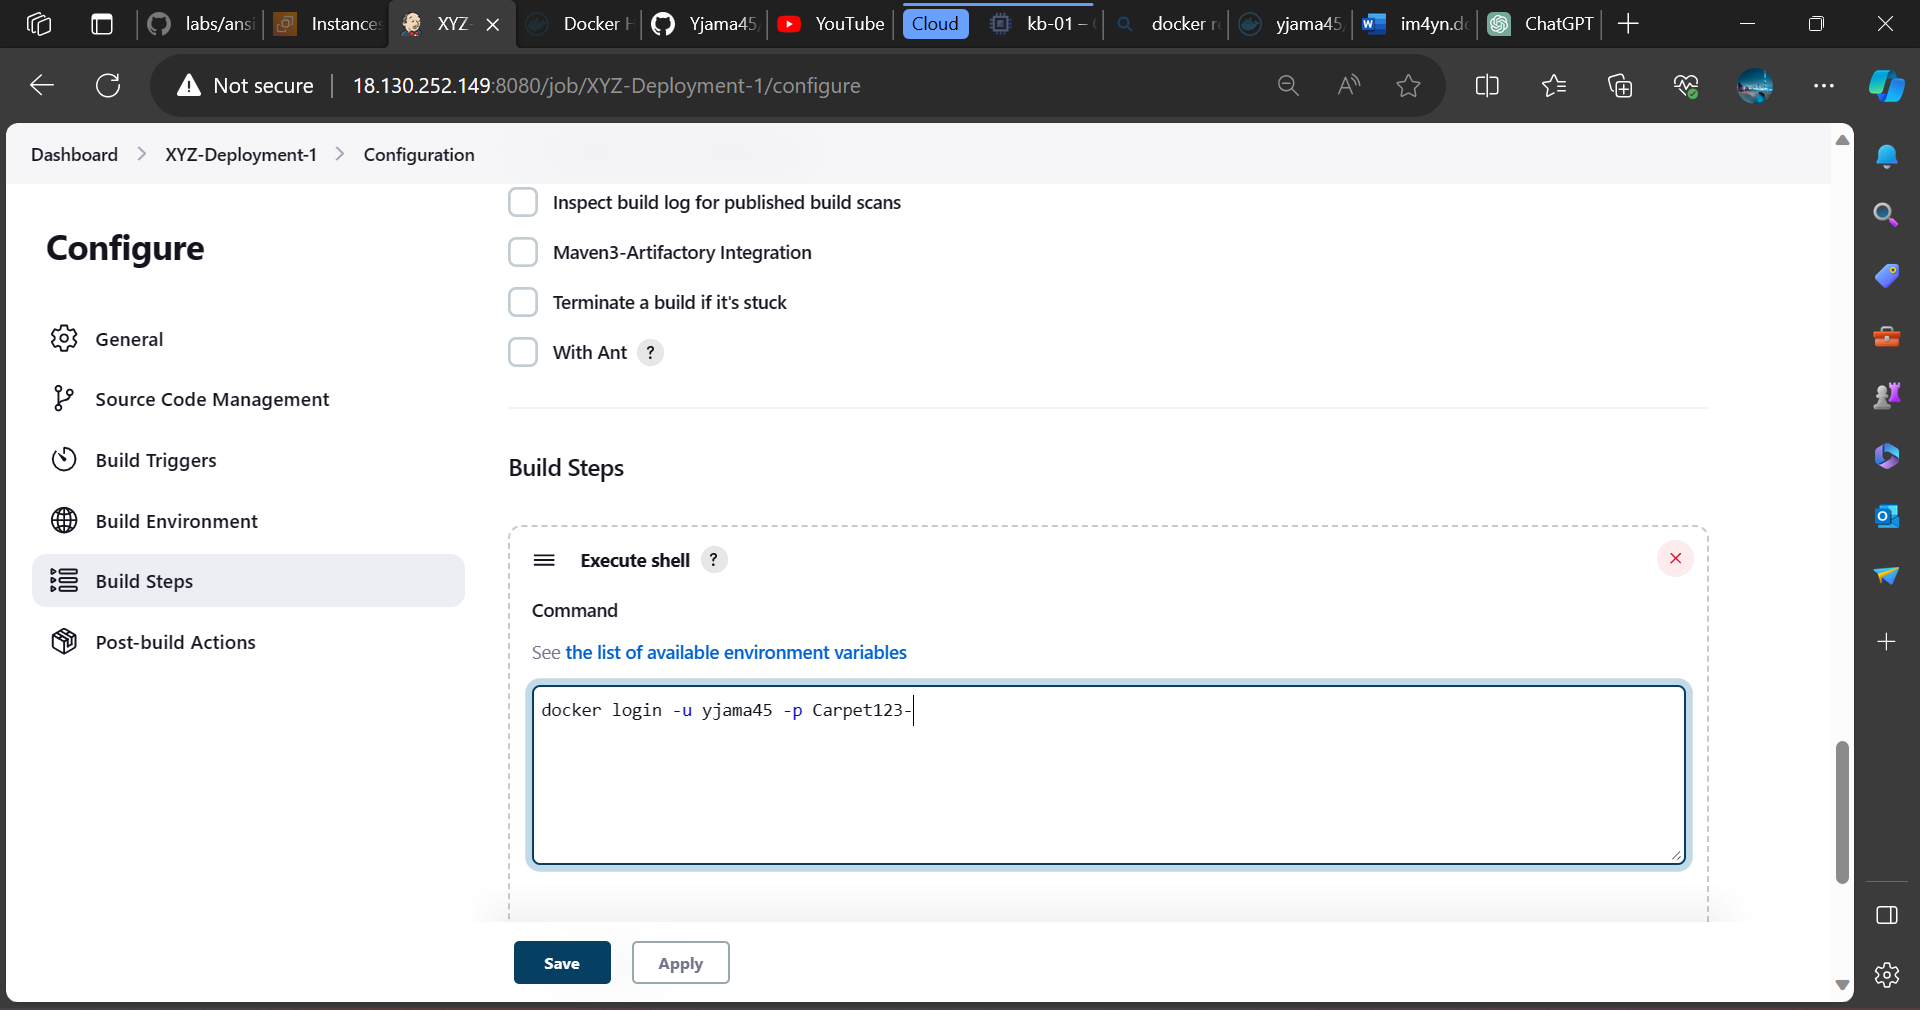 labs/ansi
Instances
XYZ-
Docker H
Yjama45/
YouTube
Cloud
kb-01 –
docker re
yjama45/
im4yn.do
ChatGPT
Not secure
18.130.252.149:8080/job/XYZ-Deployment-1/configure
Dashboard > XYZ-Deployment-1 > Configuration
Configure
General
Source Code Management
Build Triggers
Build Environment
Build Steps
Post-build Actions
Inspect build log for published build scans
Maven3-Artifactory Integration
Terminate a build if it's stuck
With Ant ?
Build Steps
Execute shell ?
Command
See the list of available environment variables
docker login -u yjama45 -p Carpet123-
Save
Apply